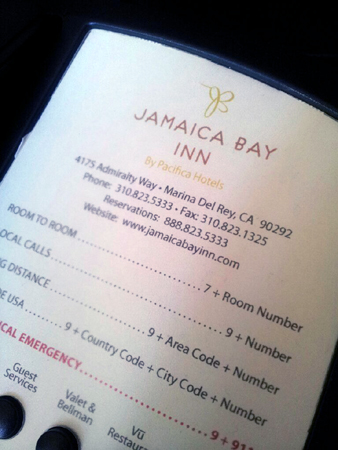 JAMAICA BAY
INN
By Pacifica Hotels
4175 Admiralty Way • Marina Del Rey, CA 90292
Phone: 310.823.5333 • Fax: 310.823.1325
Reservations: 888.823.5333
Website: www.jamaicabayinn.com
ROOM TO ROOM 7 + Room Number
LOCAL CALLS 9 + Number
DISTANCE 9 + Area Code + Number
USA 9 + Country Code + City Code + Number
EMERGENCY 9 + 911
Guest Services
Valet & Bellman
Vū